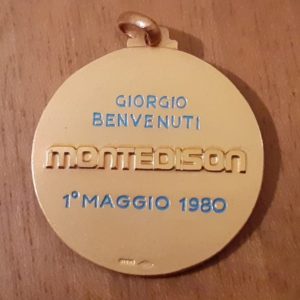 GIORGIO
BENVENUTI
MONTEDISON
1° MAGGIO 1980